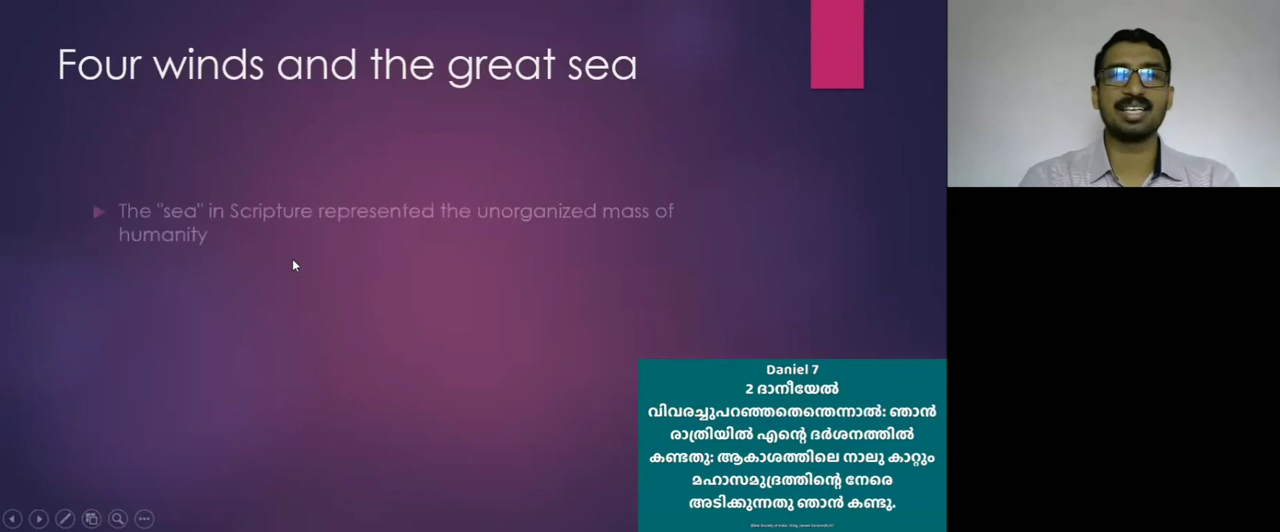 Four winds and the great sea
The "sea" in Scripture represented the unorganized mass of
humanity
Daniel 7
2 ദാനീയേൽ
വിവരച്ചുപറഞ്ഞതെന്തെന്നാൽ: ഞാൻ
രാത്രിയിൽ എന്റെ ദർശനത്തിൽ
കണ്ടതു: ആകാശത്തിലെ നാലു കാറ്റും
മഹാസമുദ്രത്തിന്റെ നേരെ
അടിക്കുന്നതു ഞാൻ കണ്ടു.